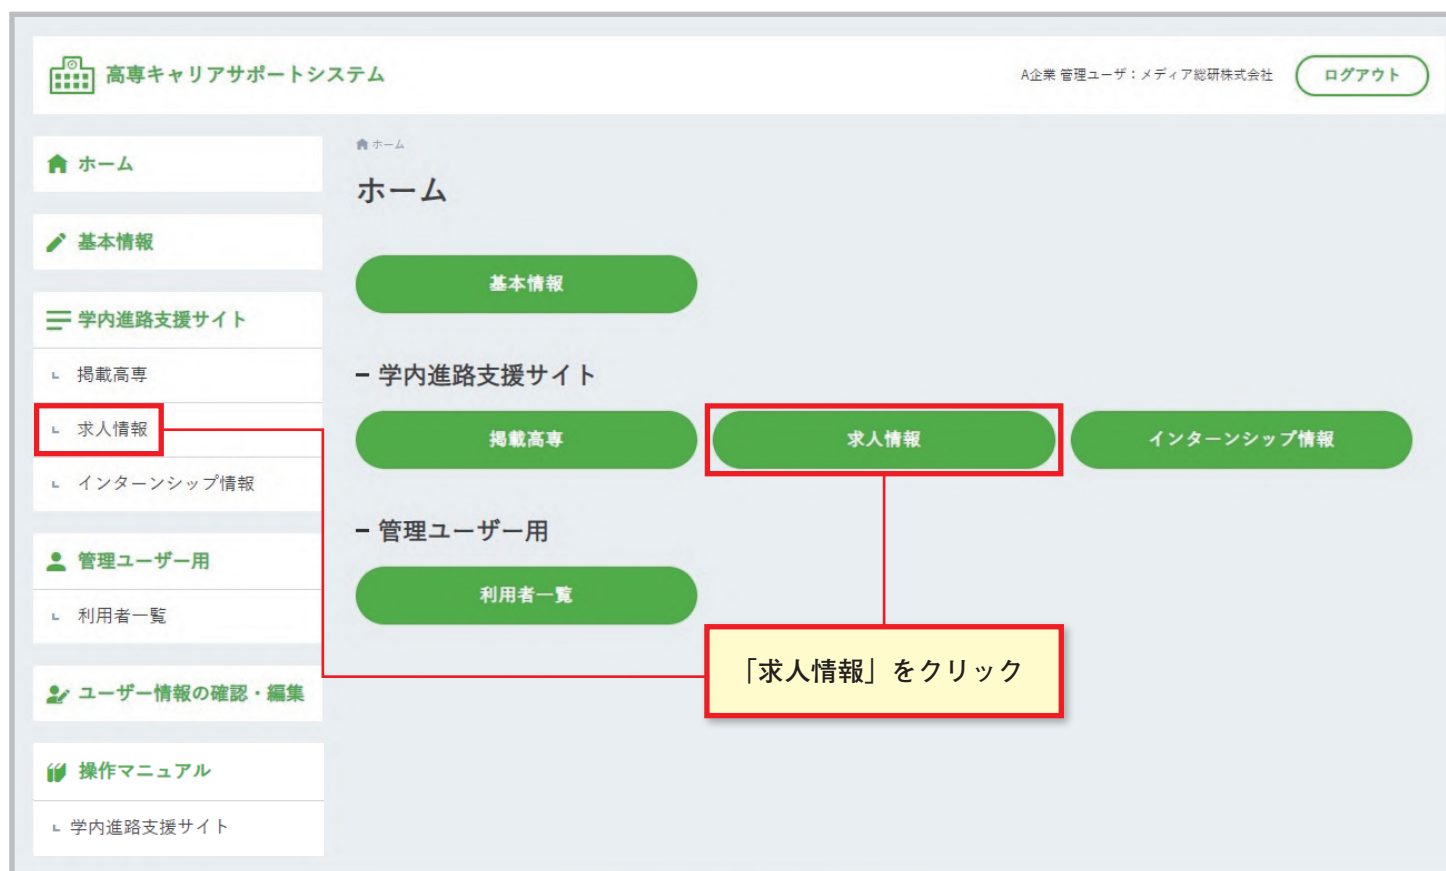 高専キャリアサポートシステム
A企業 管理ユーザ：メディア総研株式会社
ログアウト
ホーム
基本情報
学内進路支援サイト
掲載高専
求人情報
インターンシップ情報
管理ユーザー用
利用者一覧
ユーザー情報の確認・編集
操作マニュアル
学内進路支援サイト
ホーム
ホーム
基本情報
学内進路支援サイト
掲載高専
求人情報
インターンシップ情報
管理ユーザー用
利用者一覧
「求人情報」をクリック